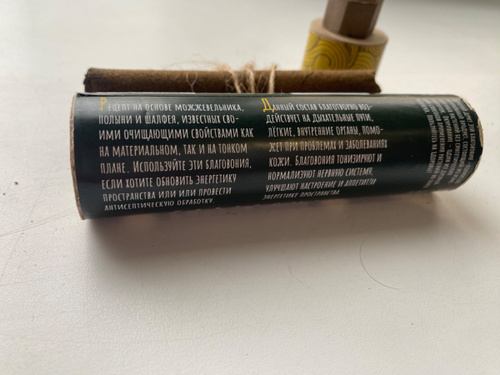 Рецепт на основе можжевельника,
полыни и шалфея, известных сво-
ими очищающими свойствами как
на материальном, так и на тонком
плане. Используйте эти благовония,
если хотите обновить энергетику
пространства или или провести
антисептическую обработку.
Данный состав благотворно воз-
действует на дыхательные пути,
лёгкие, внутренние органы, помо-
жет при проблемах и заболеваниях
кожи. Благовония тонизируют и
нормализуют нервную систему,
улучшают настроение и аппетит и
энергетику пространства